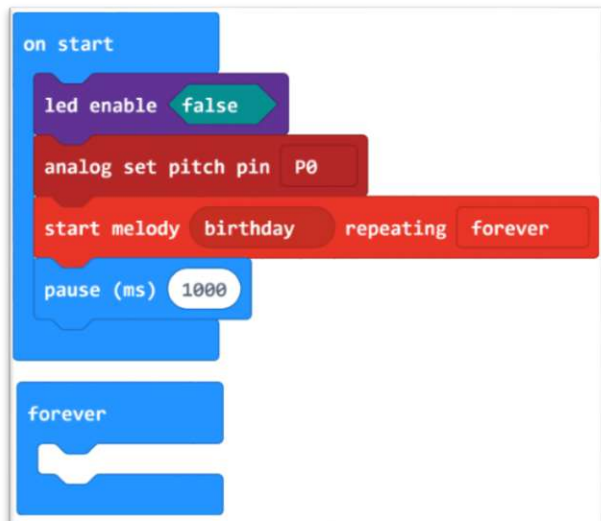 on start
led enable false
analog set pitch pin P0
start melody birthday repeating forever
pause (ms) 1000
forever